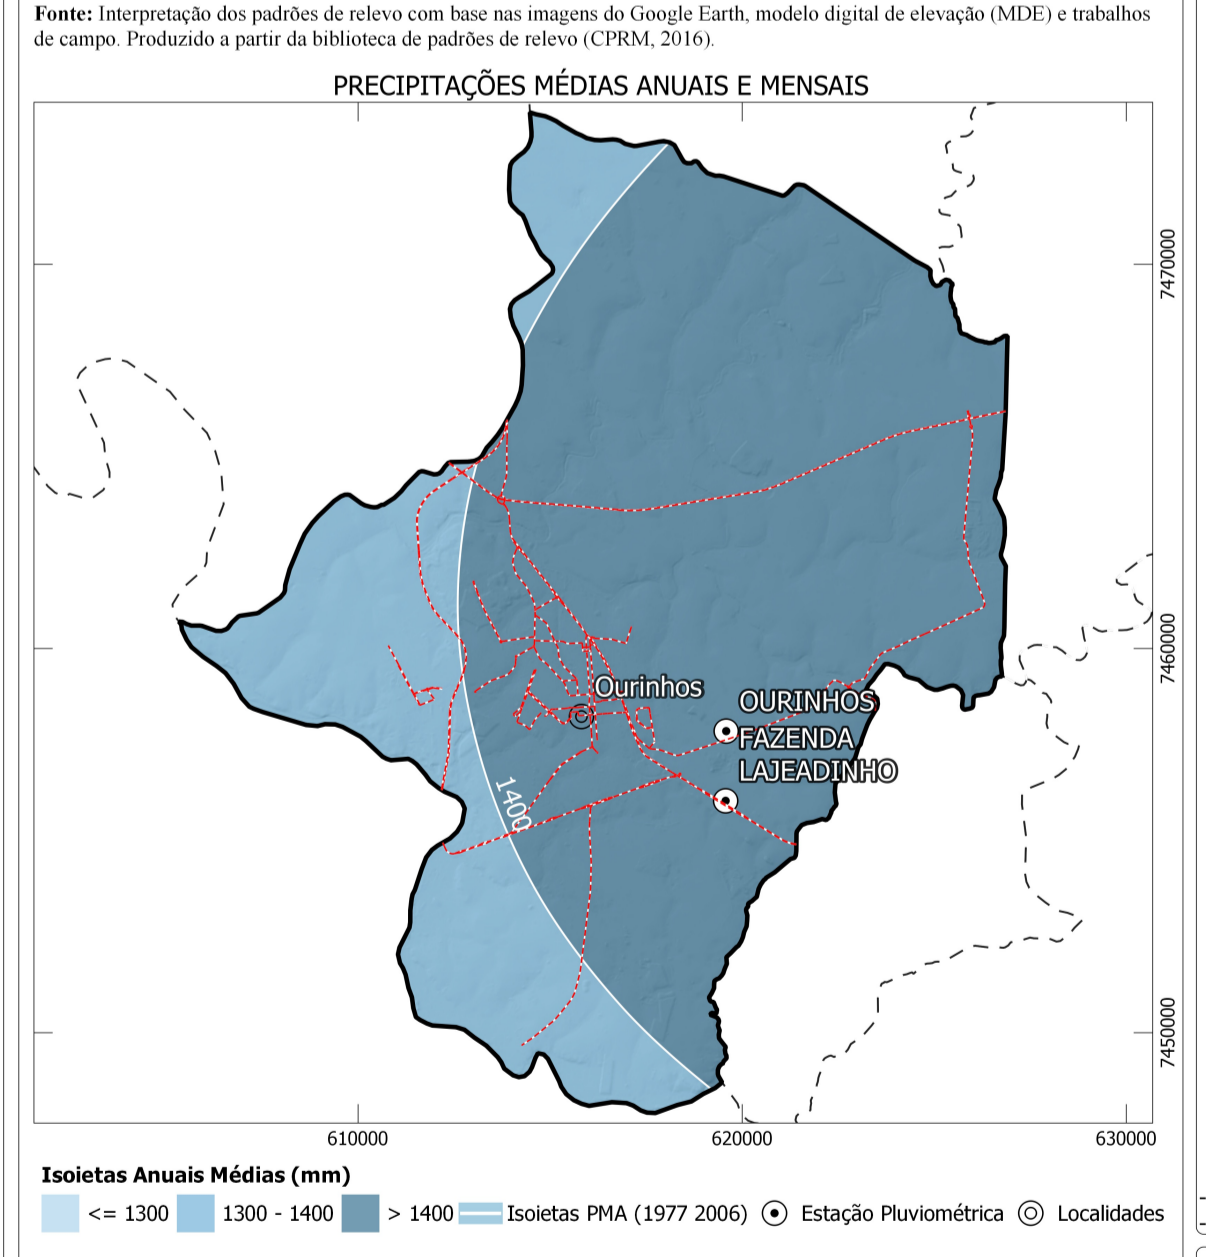 Fonte: Interpretação dos padrões de relevo com base nas imagens do Google Earth, modelo digital de elevação (MDE) e trabalhos
de campo. Produzido a partir da biblioteca de padrões de relevo (CPRM, 2016).
PRECIPITAÇÕES MÉDIAS ANUAIS E MENSAIS
7470000
7460000
Ourinhos
OURINHOS
FAZENDA
LAJEADINHO
1400
7450000
610000 620000 630000
Isoietas Anuais Médias (mm)
<= 1300 1300 - 1400 > 1400 Isoietas PMA (1977 2006) Estação Pluviométrica Localidades